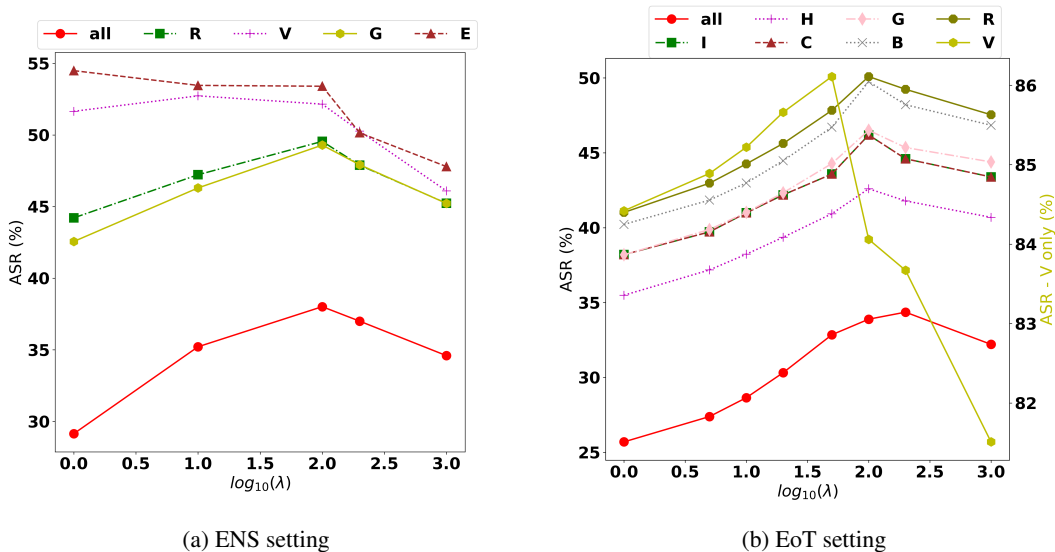 all R V G E
55
50
45
40
35
30
ASR (%)
0.0 0.5 1.0 1.5 2.0 2.5 3.0
log10(λ)
(a) ENS setting
all H G R
I C B V
50
45
40
35
30
25
ASR (%)
86
85
84
83
82
ASR - V only (%)
0.0 0.5 1.0 1.5 2.0 2.5 3.0
log10(λ)
(b) EoT setting